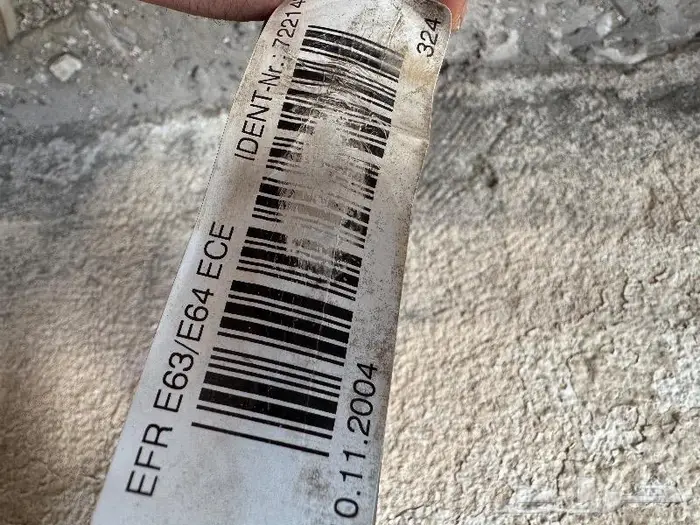 IDENT-Nr.: 72214
324
EFR E63/E64 ECE
0.11.2004